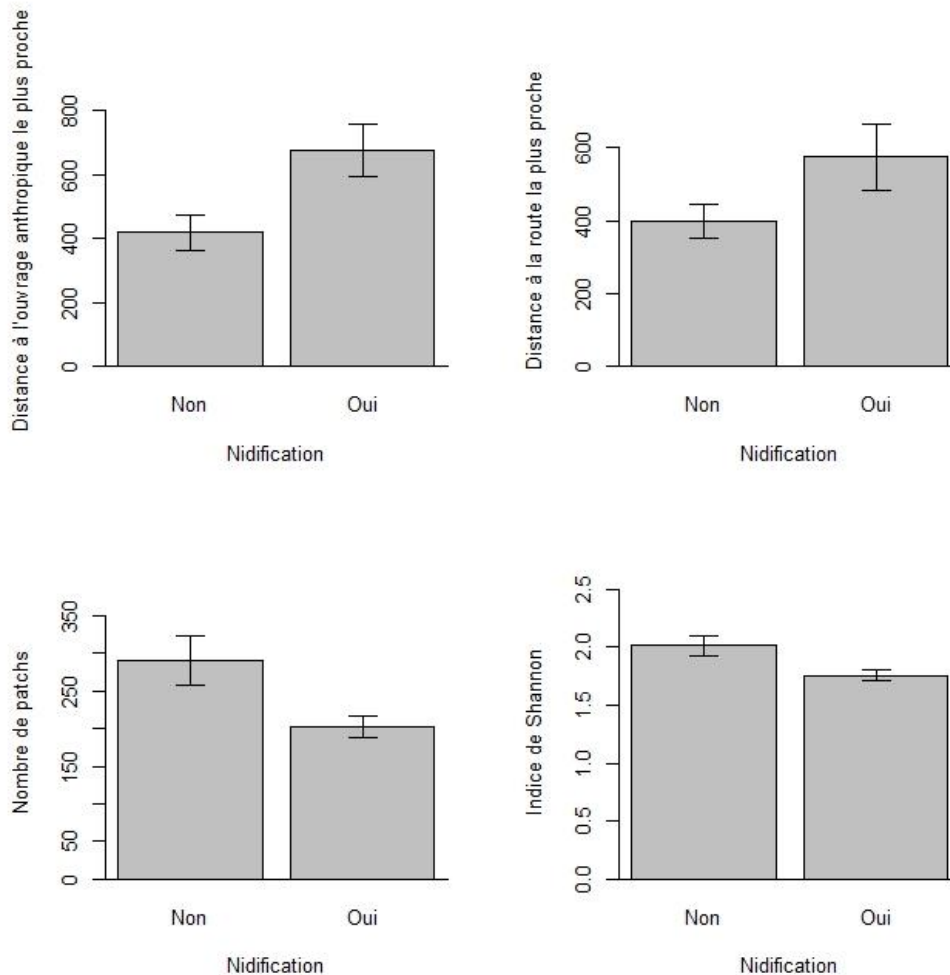 Distance à l'ouvrage anthropique le plus proche
800
600
400
200
0
Non Oui
Nidification
Distance à la route la plus proche
600
400
200
0
Non Oui
Nidification
Nombre de patchs
350
250
150
50
0
Non Oui
Nidification
Indice de Shannon
2.5
2.0
1.5
1.0
0.5
0.0
Non Oui
Nidification